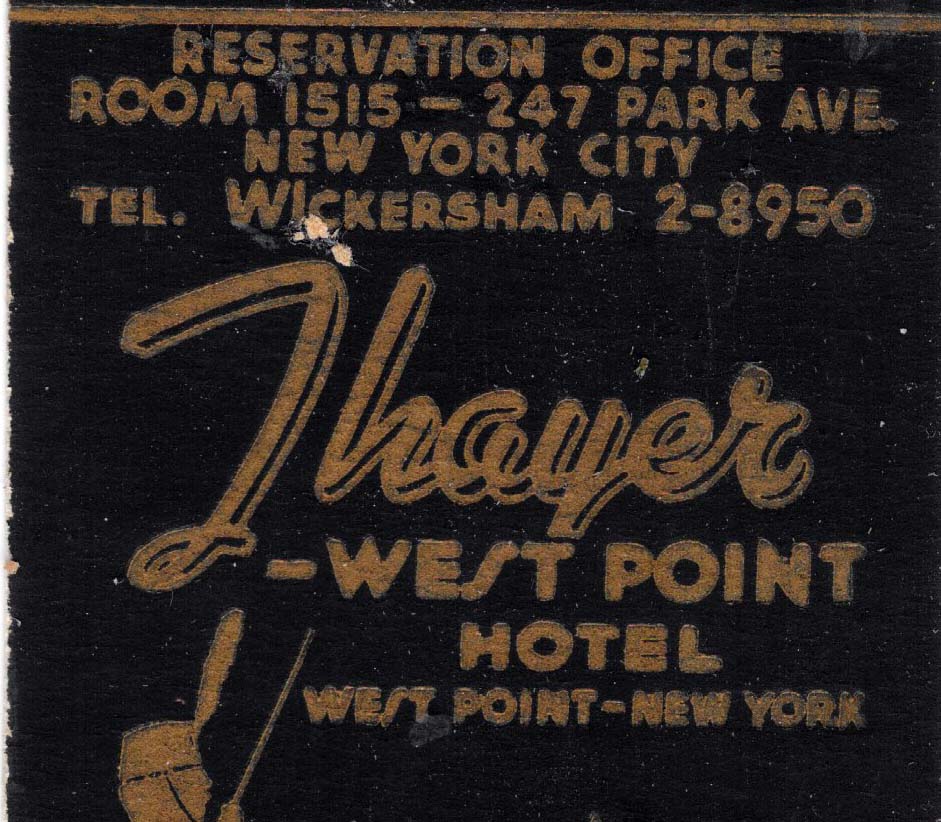 RESERVATION OFFICE
ROOM 1515 - 247 PARK AVE.
NEW YORK CITY
TEL. WICKERSHAM 2-8950
Thayer
-WEST POINT
HOTEL
WEST POINT-NEW YORK